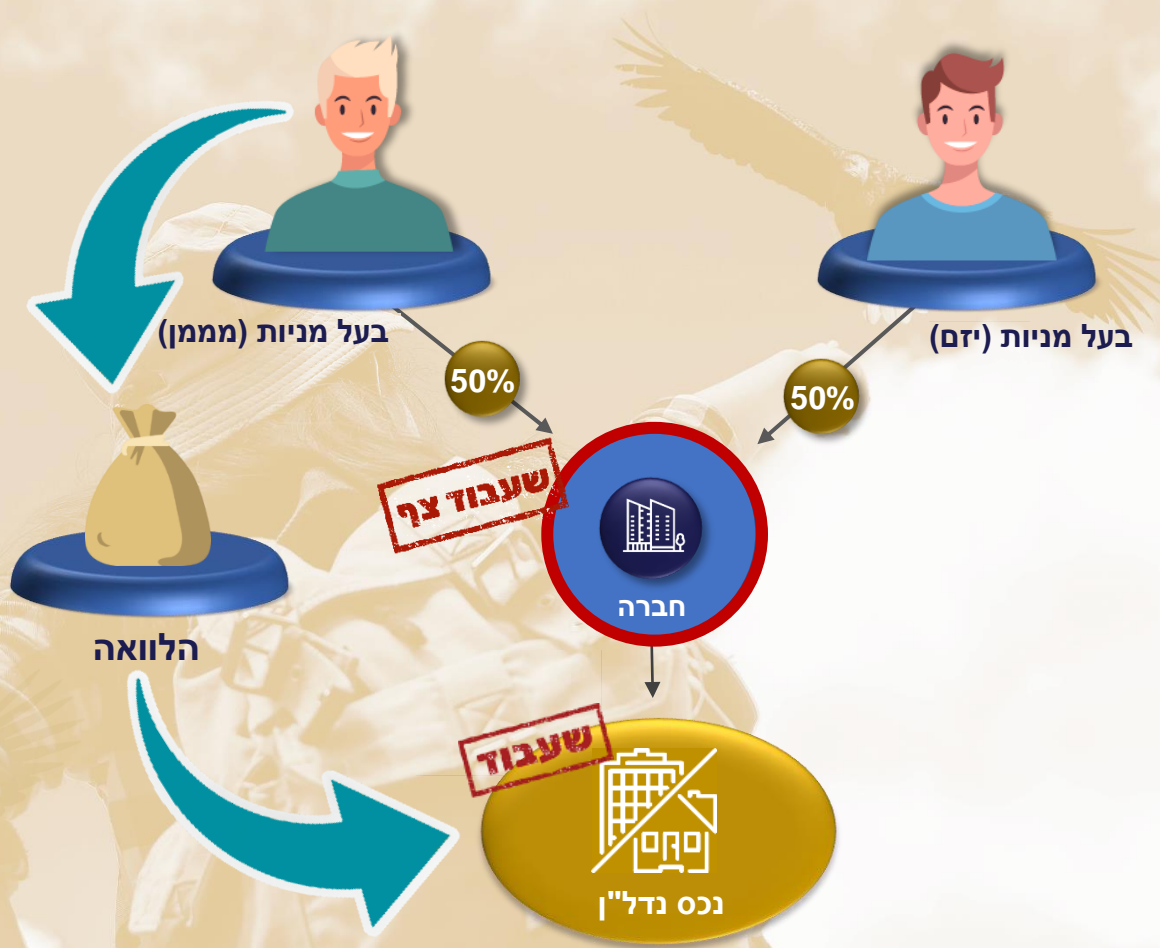 בעל מניות (יזם)
בעל מניות (מממן)
50%
50%
שעבוד צף
חברה
הלוואה
שעבוד
נכס נדל"ן